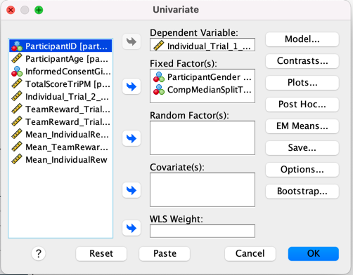 Univariate
ParticipantID [part...
ParticipantAge [pa...
InformedConsentGi...
TotalScoreTriPM [...
Individual_Trial_2_...
TeamReward_Trial...
TeamReward_Trial...
Mean_IndividualRe...
Mean_TeamRewar...
Mean_IndividualRew
Dependent Variable:
Individual_Trial_1_...
Fixed Factor(s):
ParticipantGender
CompMedianSplitT...
Random Factor(s):
Covariate(s):
WLS Weight:
Model...
Contrasts...
Plots...
Post Hoc...
EM Means...
Save...
Options...
Bootstrap...
?
Reset
Paste
Cancel
OK